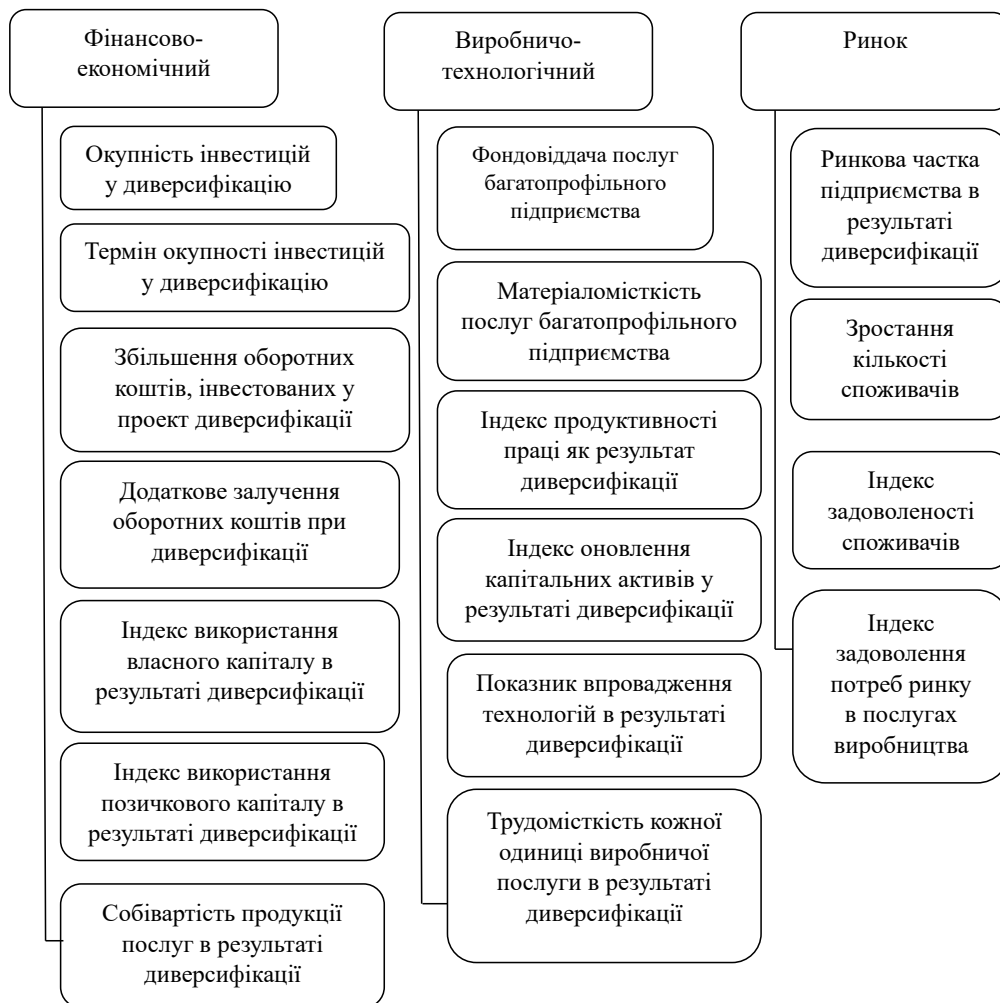 Фінансово-
економічний
Окупність інвестицій
у диверсифікацію
Термін окупності інвестицій
у диверсифікацію
Збільшення оборотних
коштів, інвестованих у
проект диверсифікації
Додаткове залучення
оборотних коштів при
диверсифікації
Індекс використання
власного капіталу в
результаті диверсифікації
Індекс використання
позичкового капіталу в
результаті диверсифікації
Собівартість продукції
послуг в результаті
диверсифікації
Виробничо-
технологічний
Фондовіддача послуг
багатопрофільного
підприємства
Матеріаломісткість
послуг багатопрофільного
підприємства
Індекс продуктивності
праці як результат
диверсифікації
Індекс оновлення
капітальних активів у
результаті диверсифікації
Показник впровадження
технологій в результаті
диверсифікації
Трудомісткість кожної
одиниці виробничої
послуги в результаті
диверсифікації
Ринок
Ринкова частка
підприємства в
результаті
диверсифікації
Зростання
кількості
споживачів
Індекс
задоволеності
споживачів
Індекс
задоволення
потреб ринку
в послугах
виробництва